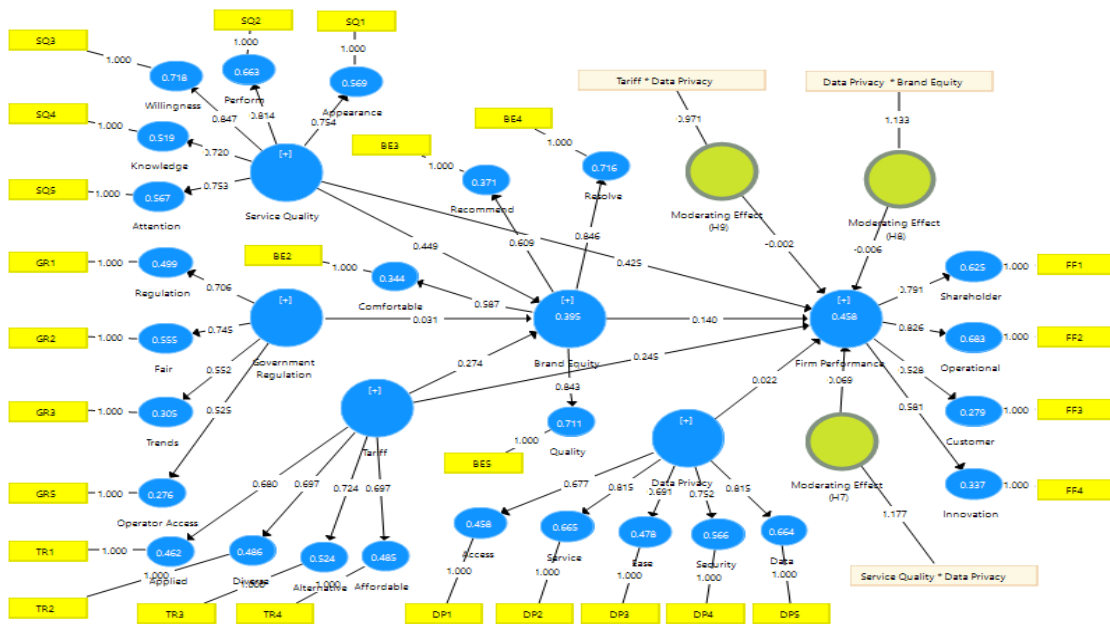 SQ2
SQ1
SQ3
1.000
1.000
1.000
0.718
0.663
0.569
Tariff * Data Privacy
Data Privacy * Brand Equity
Willingness
Perform
Appearance
SQ4
0.847
0.814
0.754
BE4
0.971
1.133
1.000
0.519
BE3
1.000
Knowledge
0.720
[+]
1.000
0.716
0.371
SQ5
1.000
0.567
0.753
Resolve
Recommend
Attention
Service Quality
Moderating Effect
(H9)
Moderating Effect
(H8)
0.449
0.609
0.846
0.425
-0.002
-0.006
GR1
1.000
0.499
BE2
1.000
0.344
0.625
1.000
FF1
Regulation
0.706
Comfortable
0.587
[+]
[+]
[+]
0.791
Shareholder
GR2
1.000
0.555
0.745
0.031
0.395
0.140
0.458
0.826
0.683
1.000
FF2
Fair
Government
Regulation
0.274
Brand Equity
0.245
Firm Performance
Operational
0.552
0.525
[+]
0.843
0.022
0.069
0.528
0.581
GR3
1.000
0.305
0.279
1.000
FF3
Trends
0.711
[+]
Customer
Tariff
1.000
Quality
BE5
Data Privacy
Moderating Effect
(H7)
0.680
0.697
0.724
0.697
0.677
0.815
0.691
0.752
0.815
GR5
1.000
0.276
0.337
1.000
FF4
Operator Access
Innovation
1.177
TR1
1.000
0.462
0.486
0.524
0.485
0.458
0.665
0.478
0.566
0.664
Applied
Diverse
Alternative
Affordable
Access
Service
Ease
Security
Data
1.000
1.000
1.000
1.000
1.000
1.000
1.000
Service Quality * Data Privacy
TR2
TR3
TR4
DP1
DP2
DP3
DP4
DP5